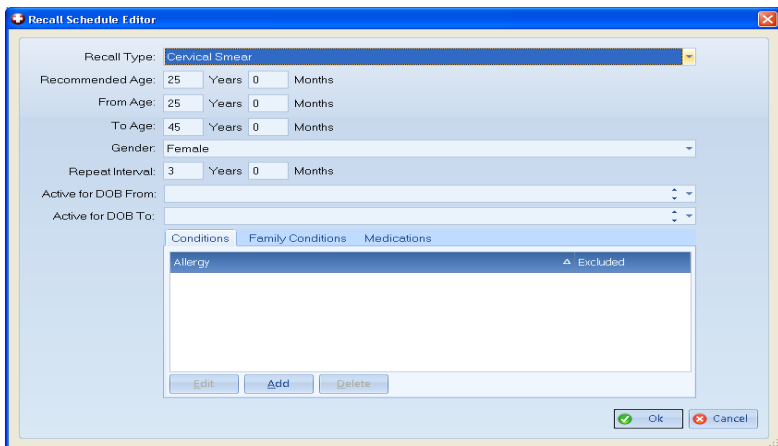 Recall Schedule Editor
Recall Type: Cervical Smear
Recommended Age: 25 Years 0 Months
From Age: 25 Years 0 Months
To Age: 45 Years 0 Months
Gender: Female
Repeat Interval: 3 Years 0 Months
Active for DOB From:
Active for DOB To:
Conditions Family Conditions Medications
Allergy Excluded
Edit Add Delete
Ok Cancel